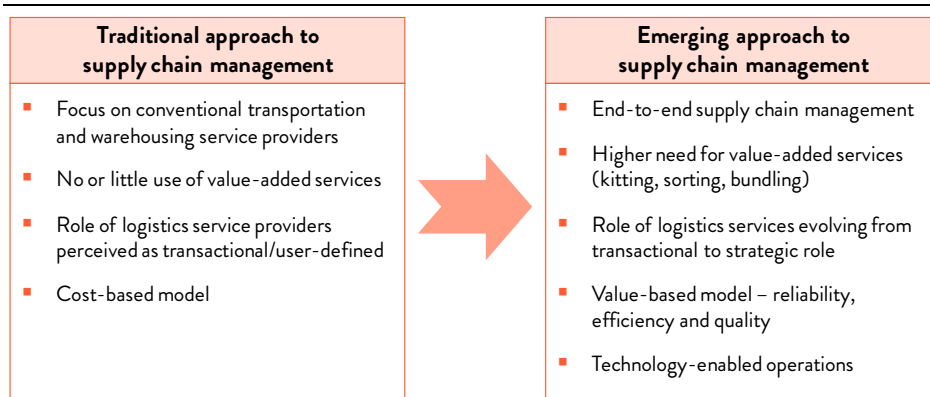 Traditional approach to
supply chain management
▪ Focus on conventional transportation
and warehousing service providers
▪ No or little use of value-added services
▪ Role of logistics service providers
perceived as transactional/user-defined
▪ Cost-based model
Emerging approach to
supply chain management
▪ End-to-end supply chain management
▪ Higher need for value-added services
(kitting, sorting, bundling)
▪ Role of logistics services evolving from
transactional to strategic role
▪ Value-based model – reliability,
efficiency and quality
▪ Technology-enabled operations